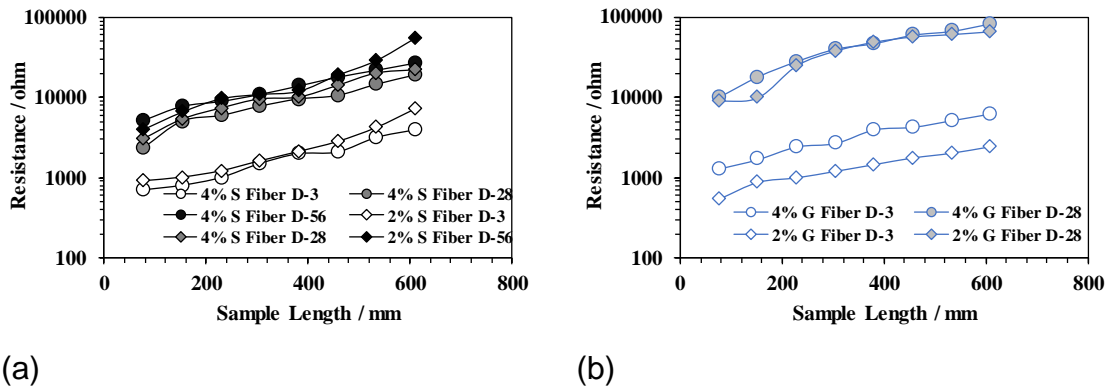 100000
10000
1000
100
Resistance / ohm
4% S Fiber D-3
4% S Fiber D-28
4% S Fiber D-56
2% S Fiber D-3
4% S Fiber D-28
2% S Fiber D-56
0 200 400 600 800
Sample Length / mm
(a)
100000
10000
1000
100
Resistance / ohm
4% G Fiber D-3
4% G Fiber D-28
2% G Fiber D-3
2% G Fiber D-28
0 200 400 600 800
Sample Length / mm
(b)